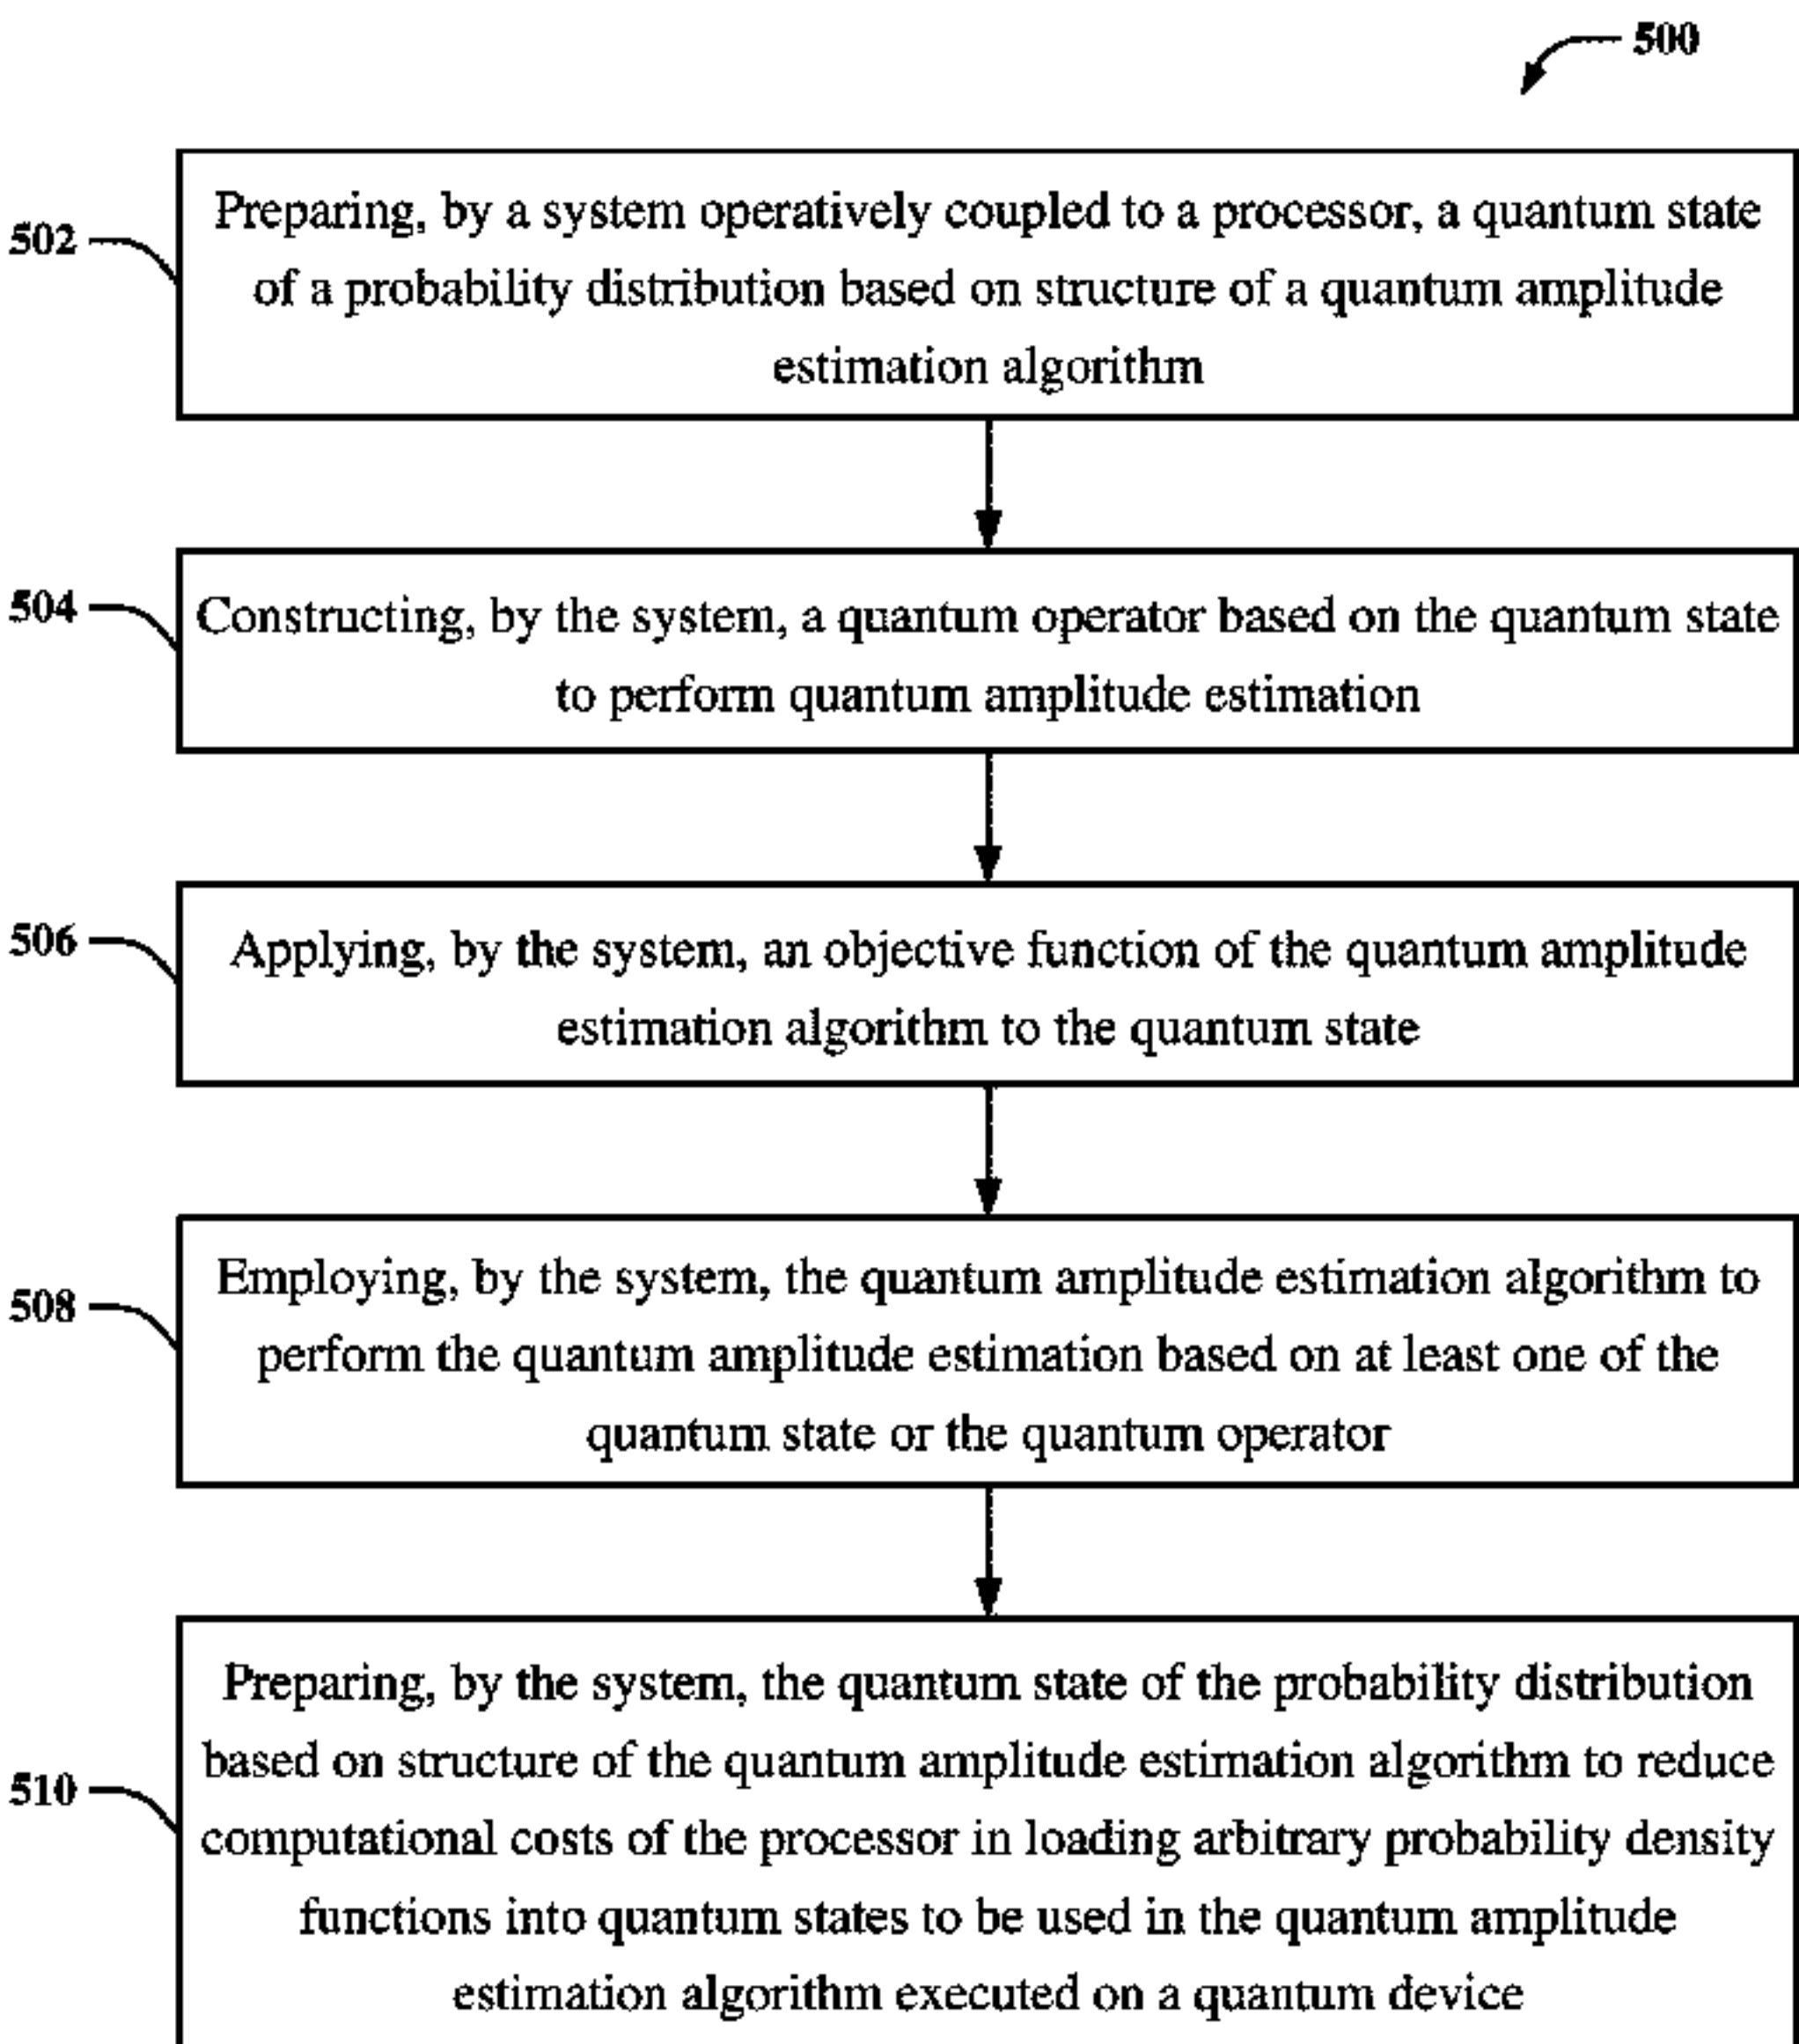 500
502
Preparing, by a system operatively coupled to a processor, a quantum state
of a probability distribution based on structure of a quantum amplitude
estimation algorithm
504
Constructing, by the system, a quantum operator based on the quantum state
to perform quantum amplitude estimation
506
Applying, by the system, an objective function of the quantum amplitude
estimation algorithm to the quantum state
508
Employing, by the system, the quantum amplitude estimation algorithm to
perform the quantum amplitude estimation based on at least one of the
quantum state or the quantum operator
510
Preparing, by the system, the quantum state of the probability distribution
based on structure of the quantum amplitude estimation algorithm to reduce
computational costs of the processor in loading arbitrary probability density
functions into quantum states to be used in the quantum amplitude
estimation algorithm executed on a quantum device